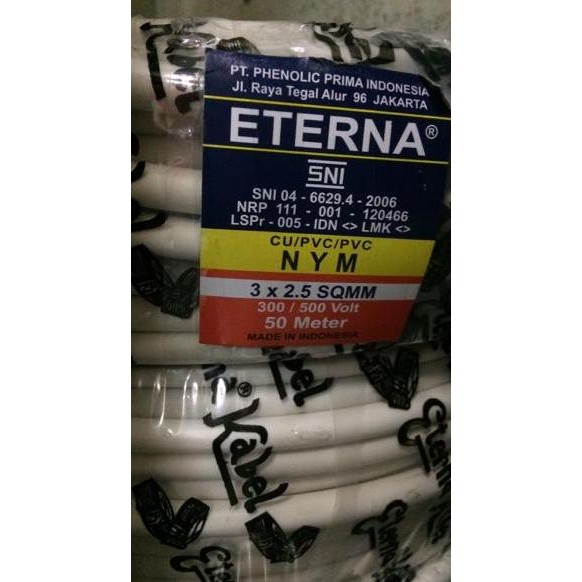 Kabel
PT. PHENOLIC PRIMA INDONESIA
Jl. Raya Tegal Alur 96 JAKARTA
ETERNA®
SNI
SNI 04 - 6629.4 - 2006
NRP 111 - 001 - 120466
LSPr - 005 - IDN <> LMK <>
CU/PVC/PVC
NYM
3 x 2.5 SQMM
300 / 500 Volt
50 Meter
MADE IN INDONESIA
Kabel
® Kabel